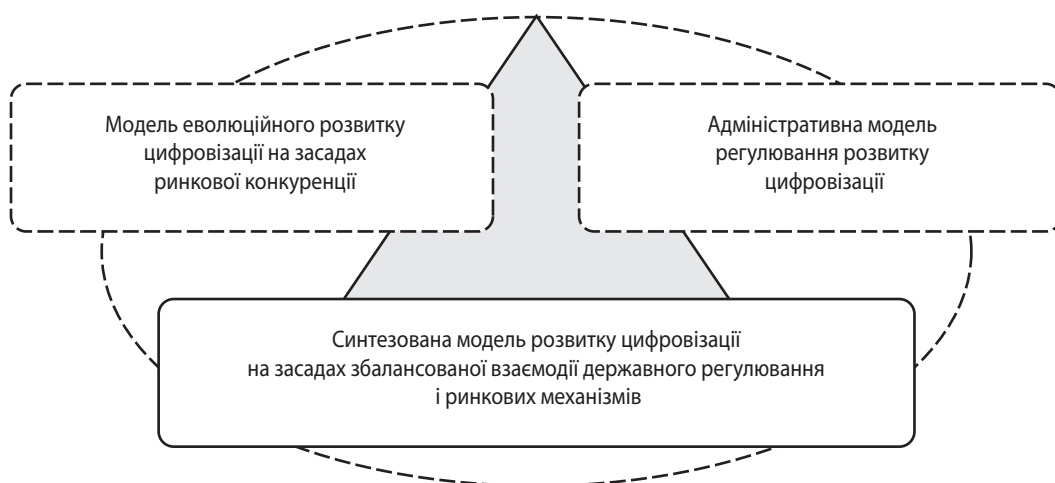 Модель еволюційного розвитку
цифровізації на засадах
ринкової конкуренції
Адміністративна модель
регулювання розвитку
цифровізації
Синтезована модель розвитку цифровізації
на засадах збалансованої взаємодії державного регулювання
і ринкових механізмів